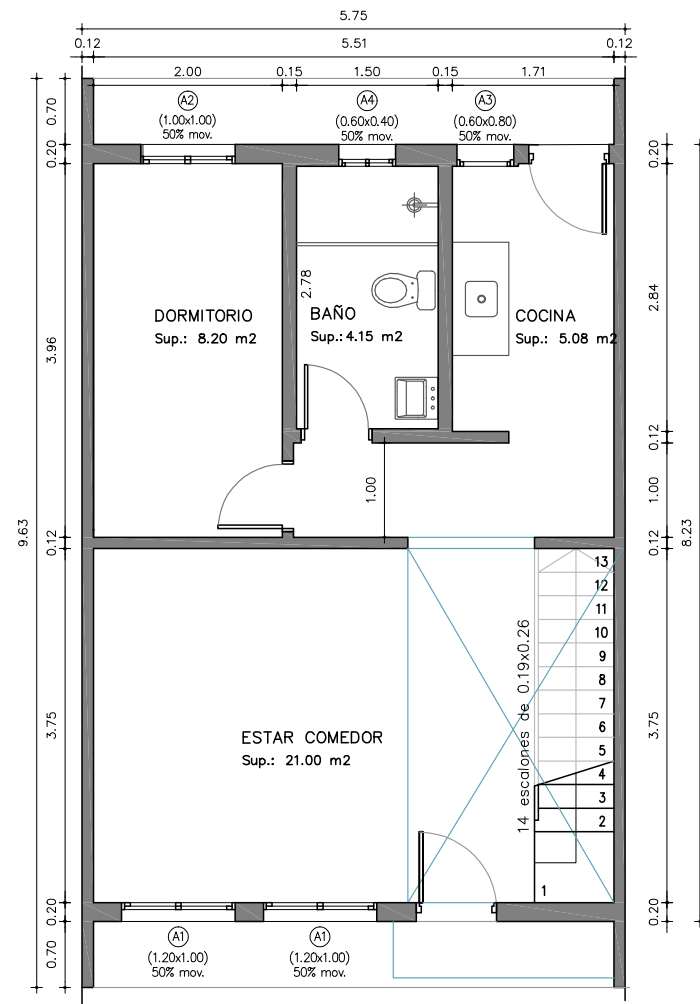 5.75
0.12 5.51 0.12
2.00 0.15 1.50 0.15 1.71
A2 A4 A3
(1.00x1.00) (0.60x0.40) (0.60x0.80)
50% mov. 50% mov. 50% mov.
0.70
0.20
3.96
0.12
3.75
0.20
0.70
9.63
DORMITORIO
Sup.: 8.20 m2
2.78
BAÑO
Sup.: 4.15 m2
COCINA
Sup.: 5.08 m2
1.00
0.20
2.84
0.12
1.00
0.12
3.75
0.20
8.23
ESTAR COMEDOR
Sup.: 21.00 m2
14 escalones de 0.19x0.26
13
12
11
10
9
8
7
6
5
4
3
2
1
A1 A1
(1.20x1.00) (1.20x1.00)
50% mov. 50% mov.